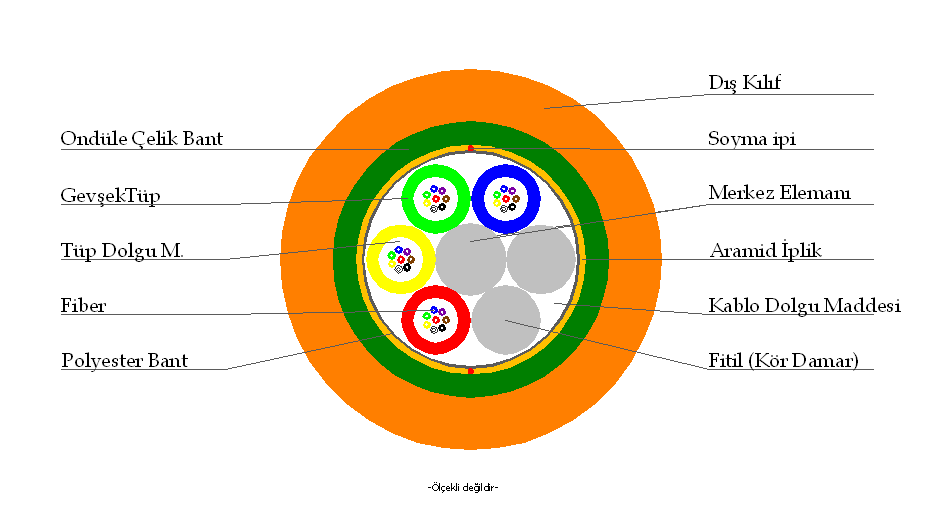 Dış Kılıf
Ondüle Çelik Bant
Soyma ipi
GevşekTüp
Merkez Elemanı
Tüp Dolgu M.
Aramid İplik
Fiber
Kablo Dolgu Maddesi
Polyester Bant
Fitil (Kör Damar)
-Ölçekli değildir-